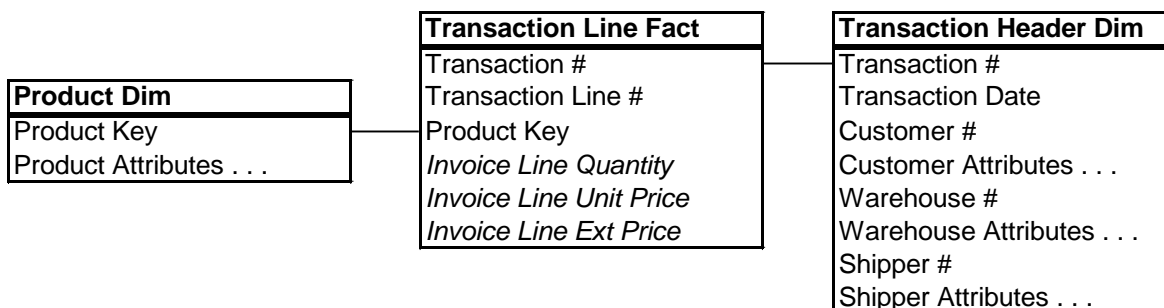 Product Dim
Product Key
Product Attributes . . .
Transaction Line Fact
Transaction #
Transaction Line #
Product Key
Invoice Line Quantity
Invoice Line Unit Price
Invoice Line Ext Price
Transaction Header Dim
Transaction #
Transaction Date
Customer #
Customer Attributes . . .
Warehouse #
Warehouse Attributes . . .
Shipper #
Shipper Attributes . . .